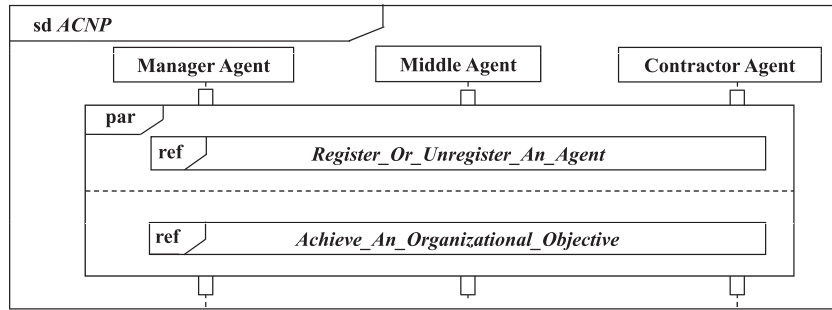 sd ACNP
Manager Agent Middle Agent Contractor Agent
par
ref Register_Or_Unregister_An_Agent
ref Achieve_An_Organizational_Objective